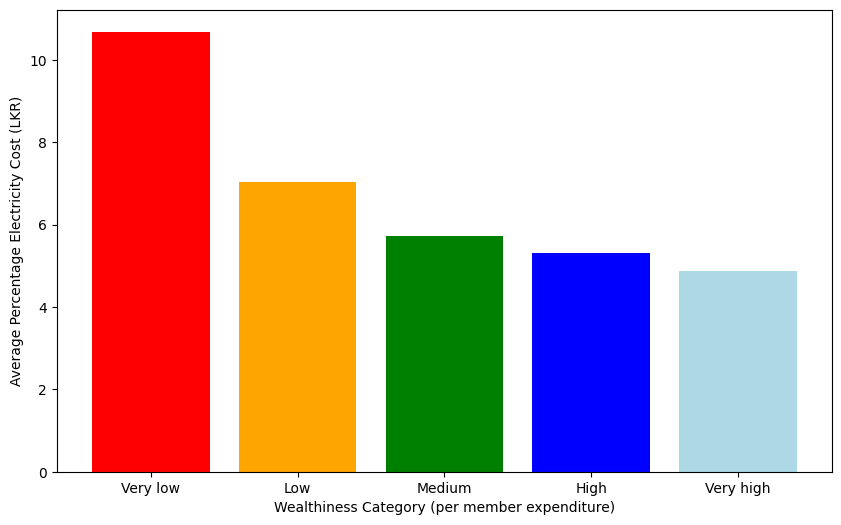 Average Percentage Electricity Cost (LKR)
10
8
6
4
2
0
Very low Low Medium High Very high
Wealthiness Category (per member expenditure)